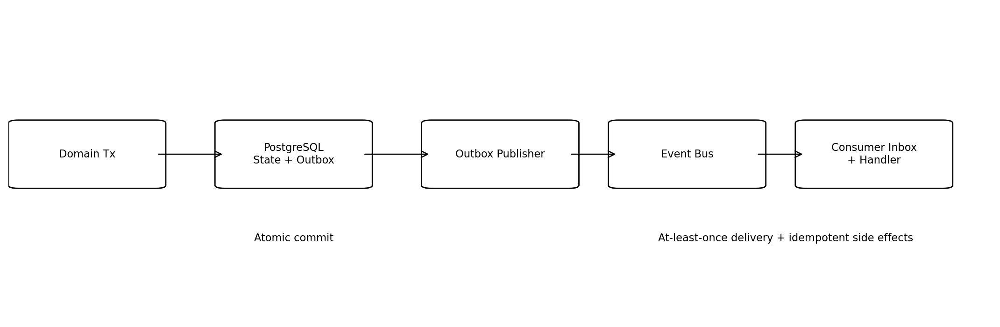 Domain Tx
PostgreSQL
State + Outbox
Outbox Publisher
Event Bus
Consumer Inbox
+ Handler
Atomic commit
At-least-once delivery + idempotent side effects